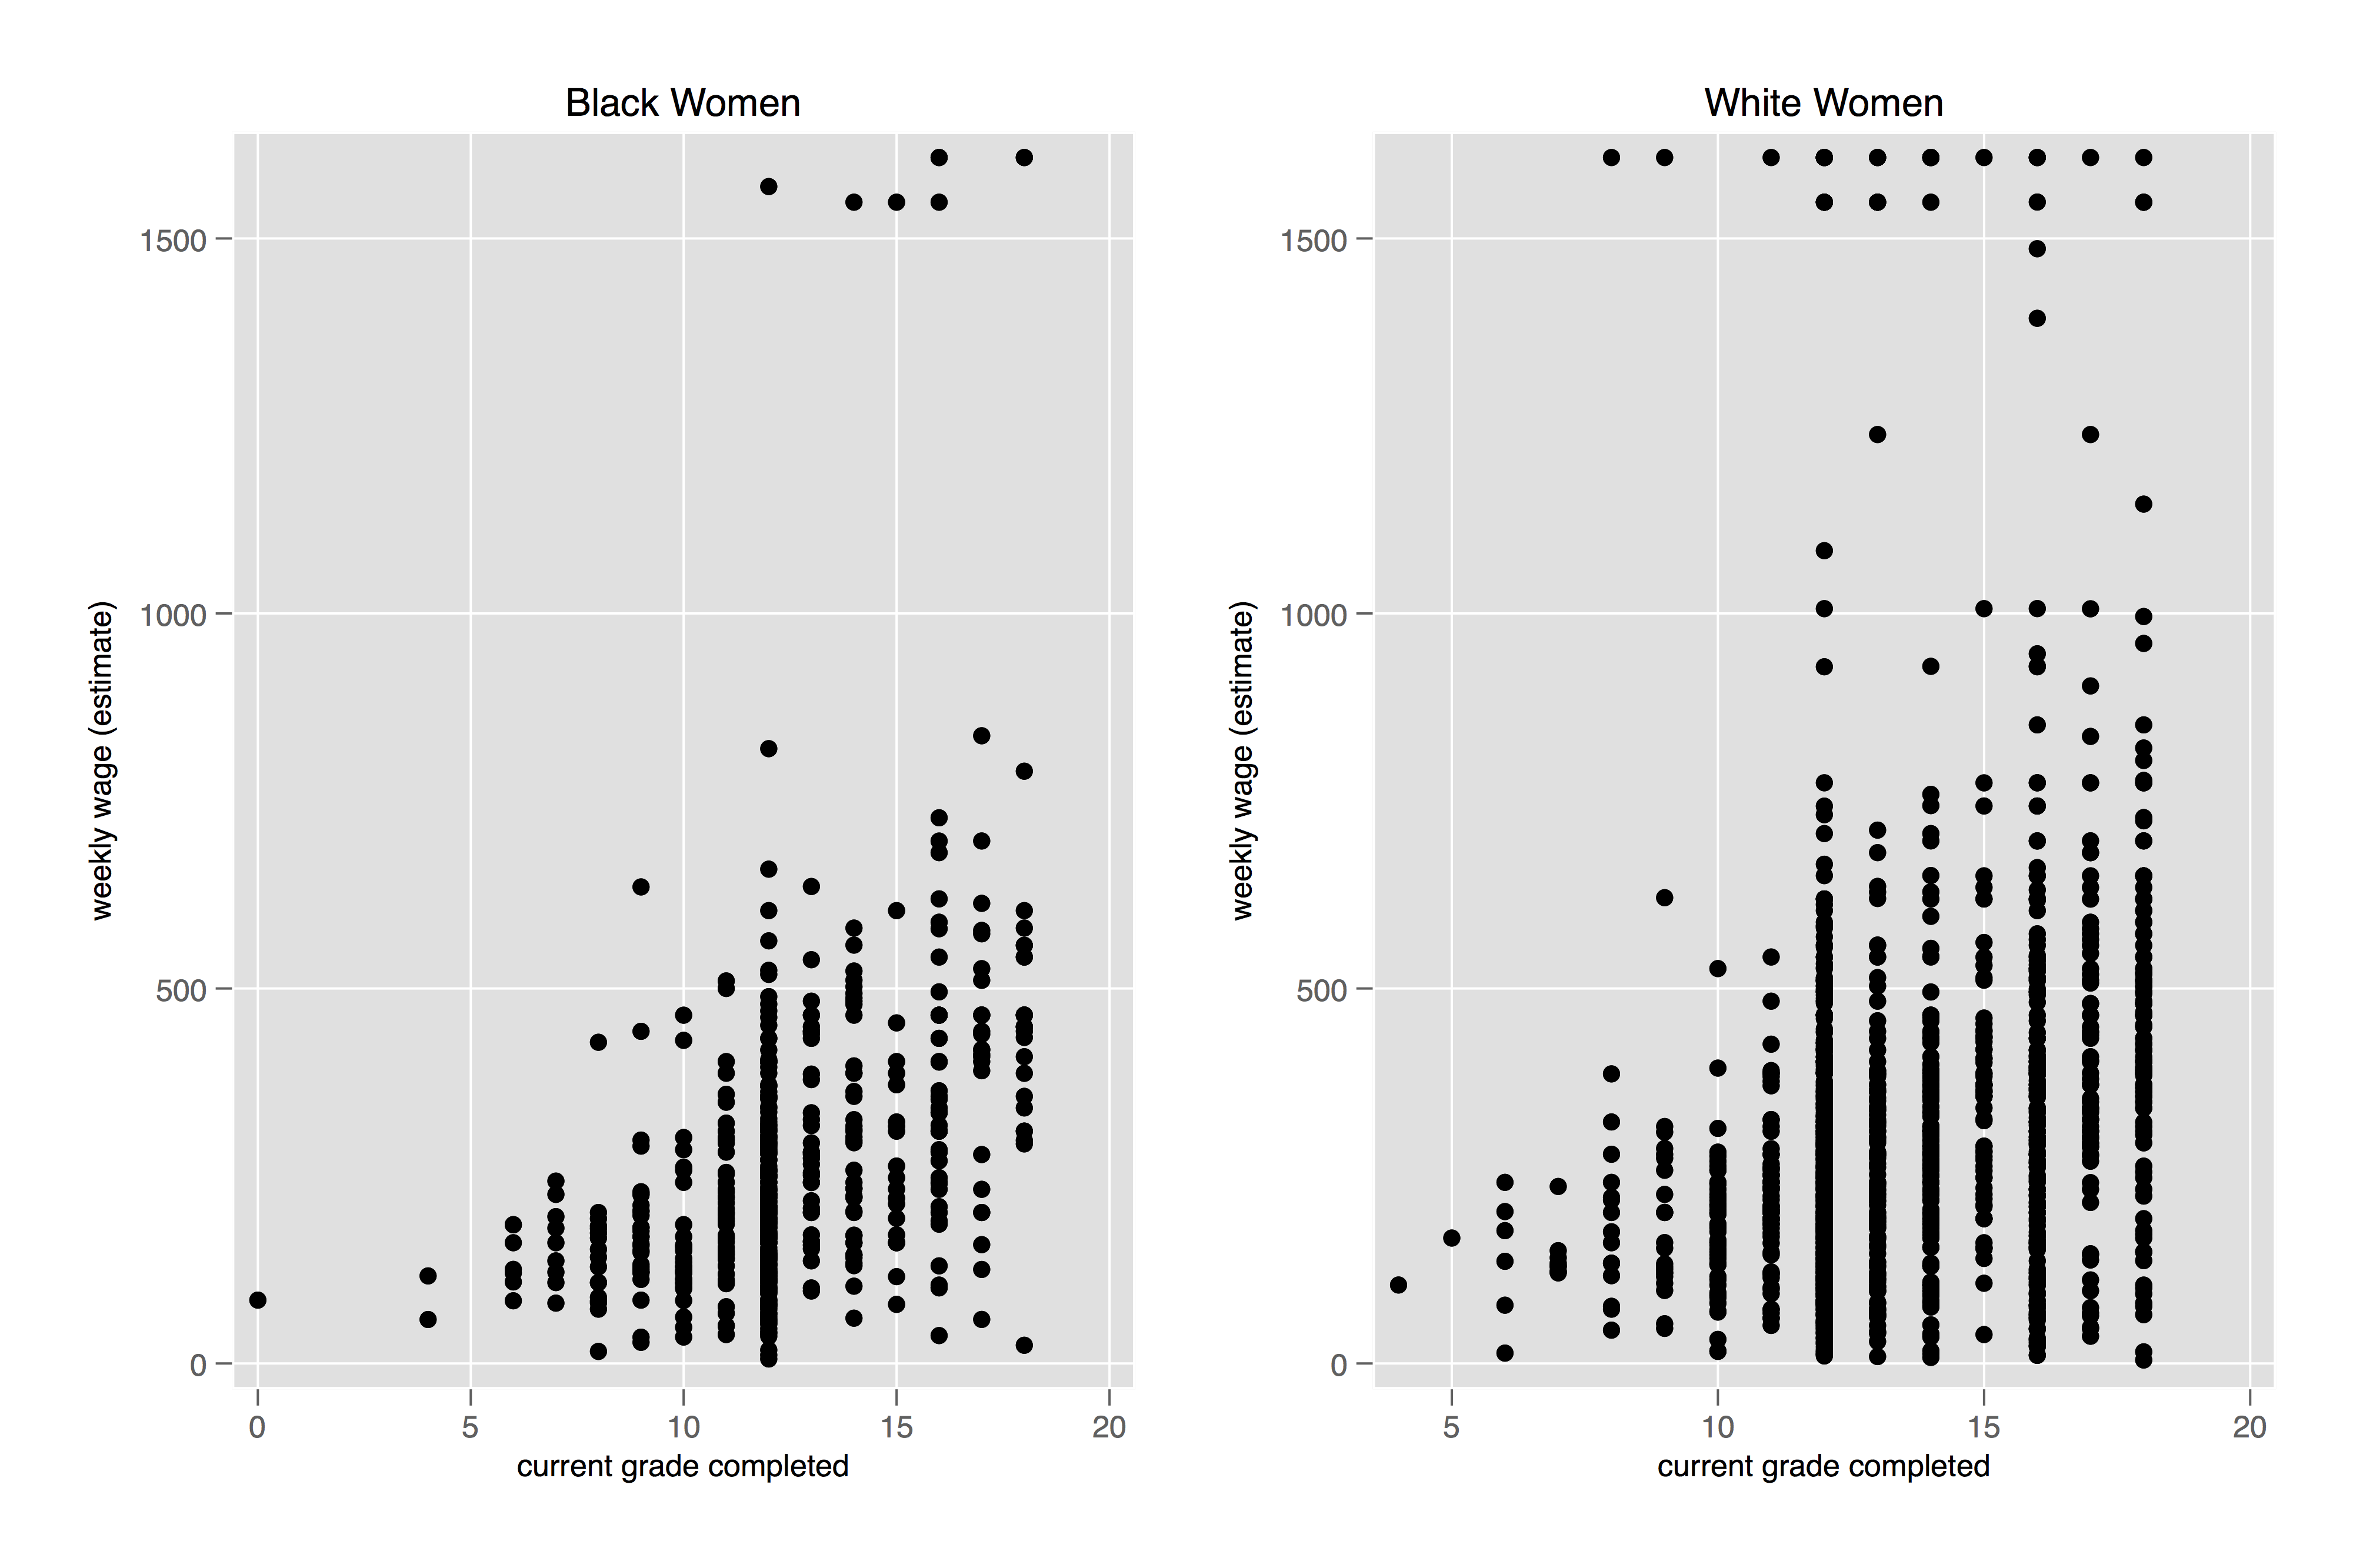 Black Women
1500
1000
500
0
weekly wage (estimate)
0 5 10 15 20
current grade completed
White Women
1500
1000
500
0
weekly wage (estimate)
5 10 15 20
current grade completed